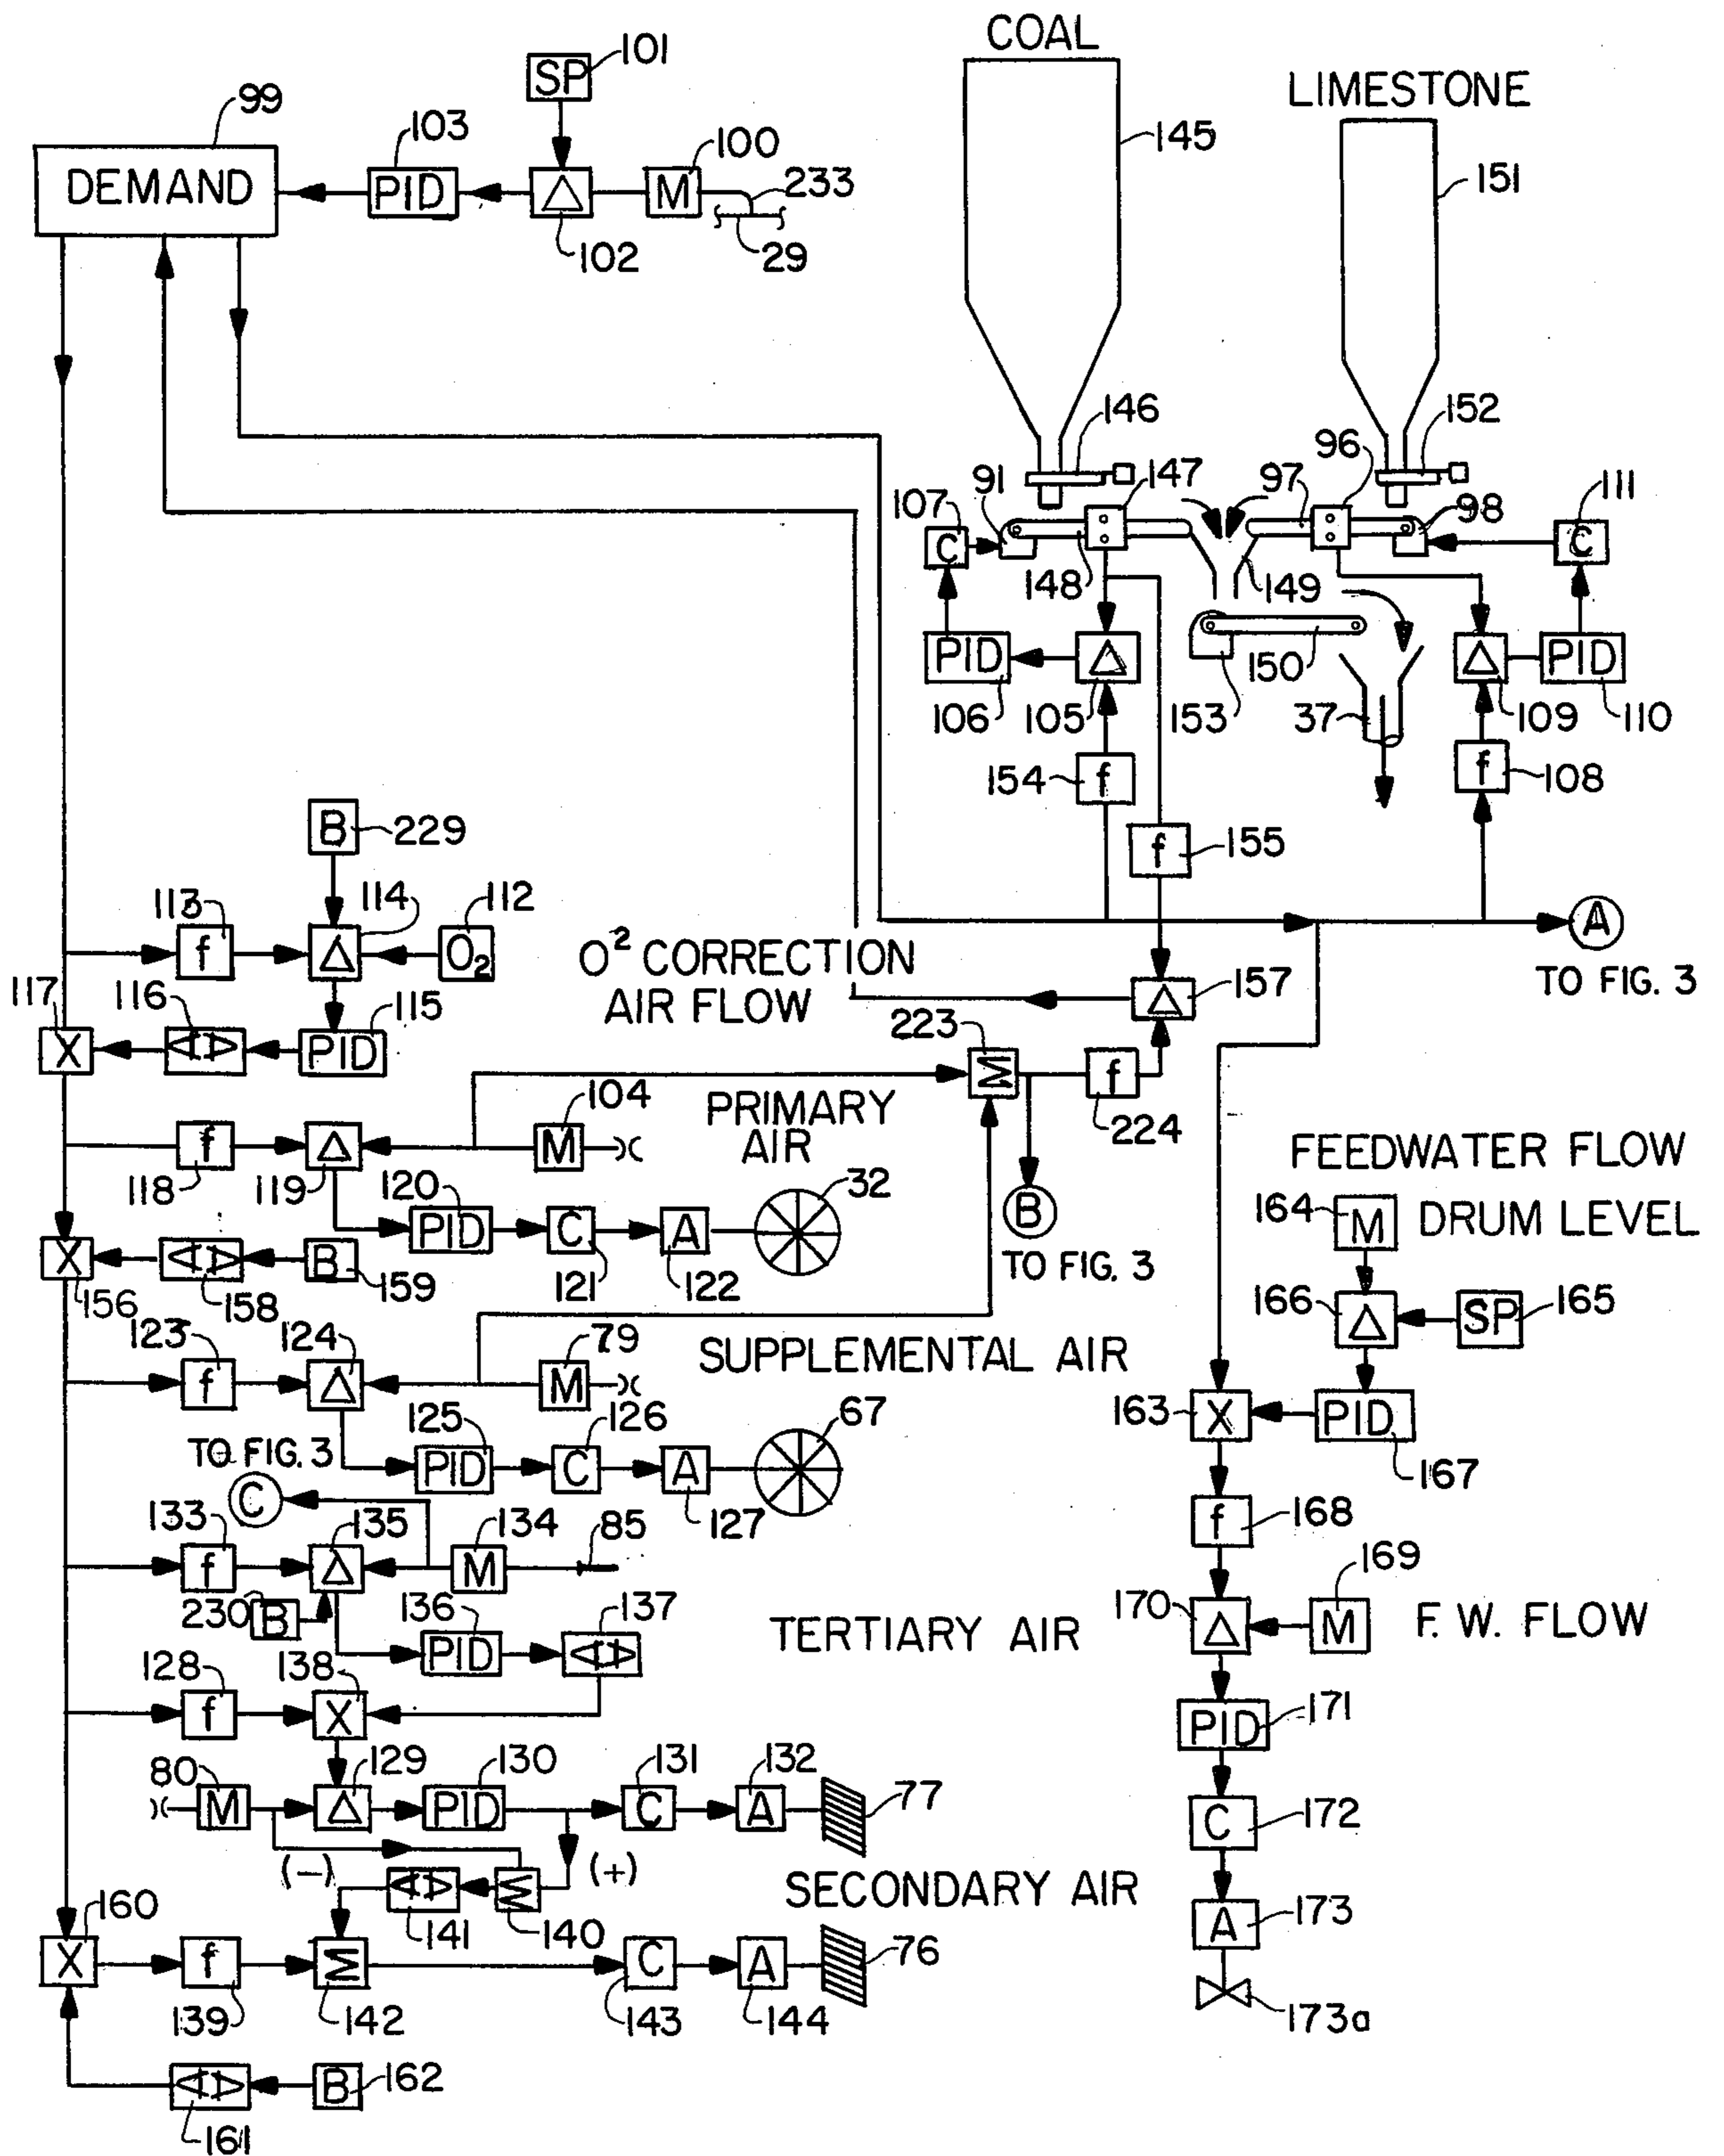 COAL
101
SP
LIMESTONE
99
103
100
145
233
151
DEMAND
PID
△
M
102
29
146
152
96
147
91
97
111
107
98
C
C
148
149
PID
△
△
PID
150
106
105
153
37
109
110
154
f
f
108
B
229
f
155
113
114
112
A
f
△
O₂
O² CORRECTION
AIR FLOW
TO FIG. 3
117
116
115
△
157
223
X
<▷
PID
Σ
f
104
PRIMARY
AIR
224
f
△
M
FEEDWATER FLOW
118
119
120
32
164
M
DRUM LEVEL
PID
C
A
B
X
B
TO FIG. 3
156
158
159
121
122
166
△
SP
165
123
124
79
SUPPLEMENTAL AIR
f
△
M
163
X
PID
125
126
67
TO FIG. 3
PID
C
A
167
C
127
133
135
134
85
f
168
f
△
M
169
230
B
136
137
170
△
M
F. W. FLOW
TERTIARY AIR
PID
128
138
f
X
PID
171
80
129
130
131
132
M
△
PID
C
A
77
C
172
(−)
(+)
SECONDARY AIR
160
141
140
A
173
X
f
Σ
C
A
76
139
142
143
144
173a
B
162
161